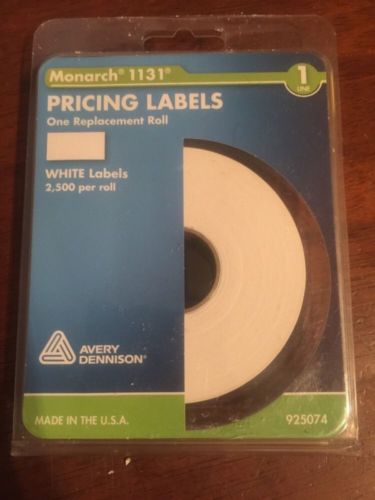 Monarch® 1131®
1
LINE
PRICING LABELS
One Replacement Roll
WHITE Labels
2,500 per roll
AVERY
DENNISON®
MADE IN THE U.S.A.
925074